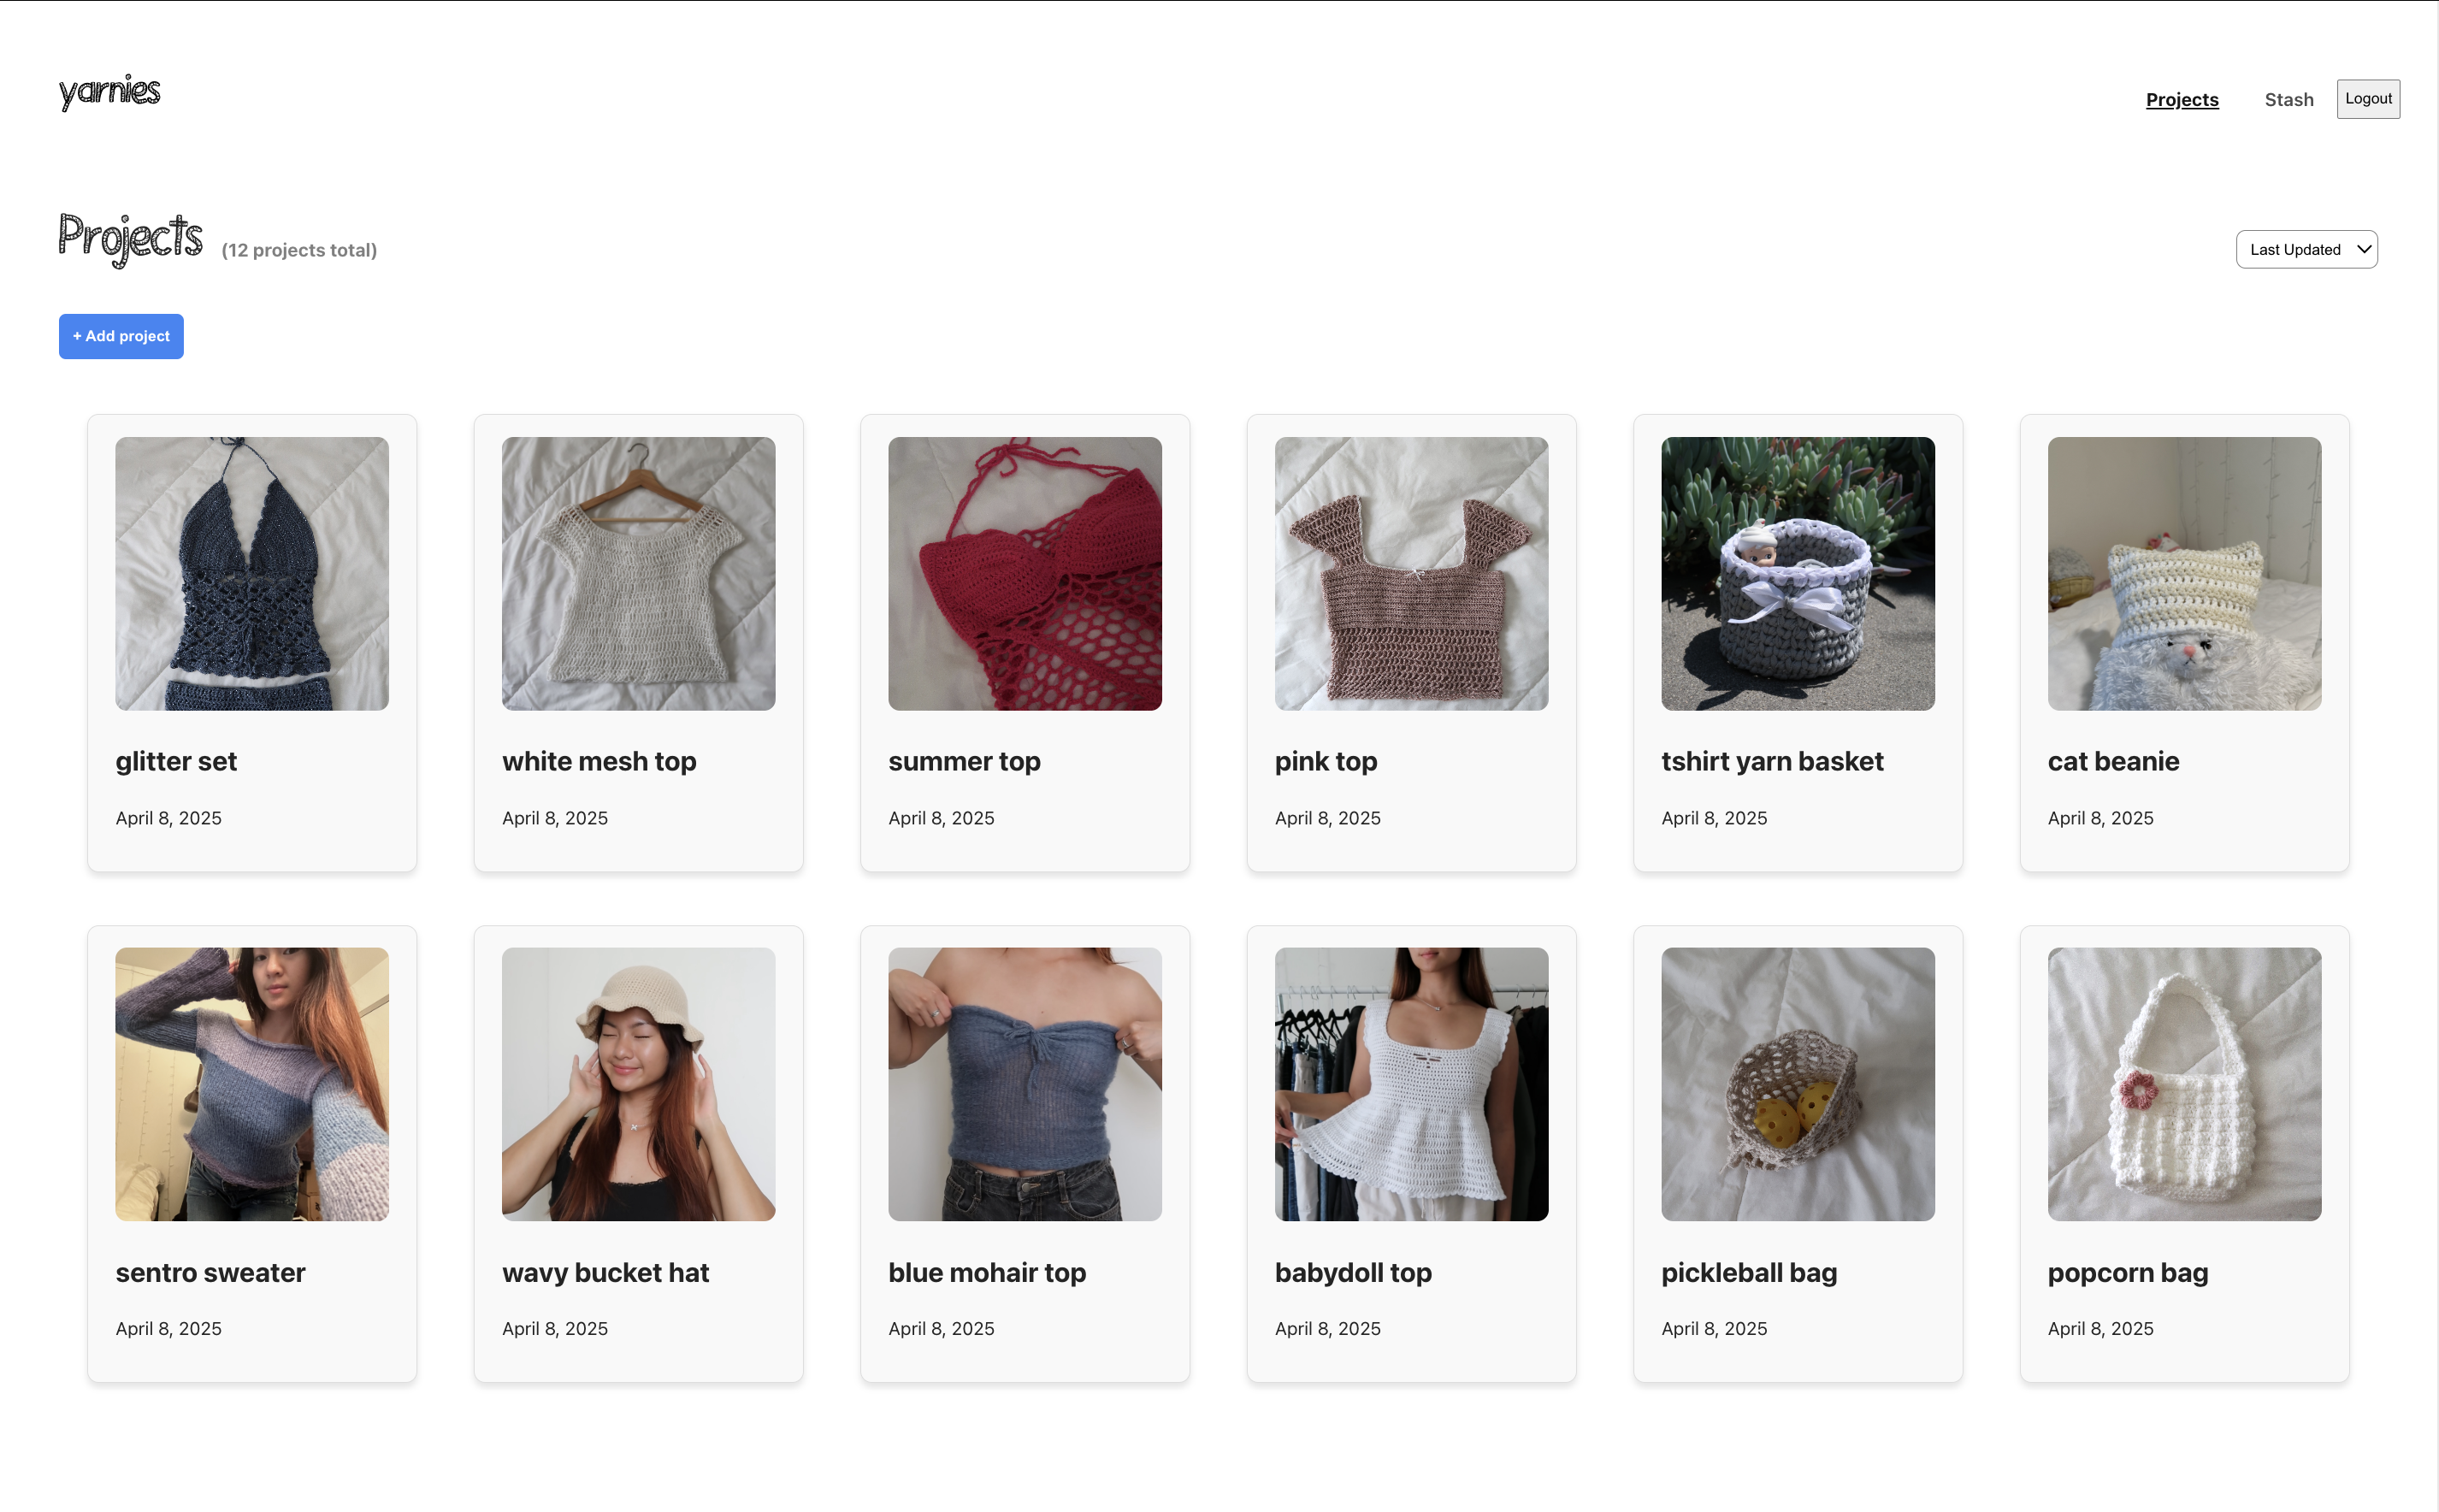 yarnies
Projects Stash Logout
Projects (12 projects total)
Last Updated
+ Add project
glitter set
April 8, 2025
white mesh top
April 8, 2025
summer top
April 8, 2025
pink top
April 8, 2025
tshirt yarn basket
April 8, 2025
cat beanie
April 8, 2025
sentro sweater
April 8, 2025
wavy bucket hat
April 8, 2025
blue mohair top
April 8, 2025
babydoll top
April 8, 2025
pickleball bag
April 8, 2025
popcorn bag
April 8, 2025